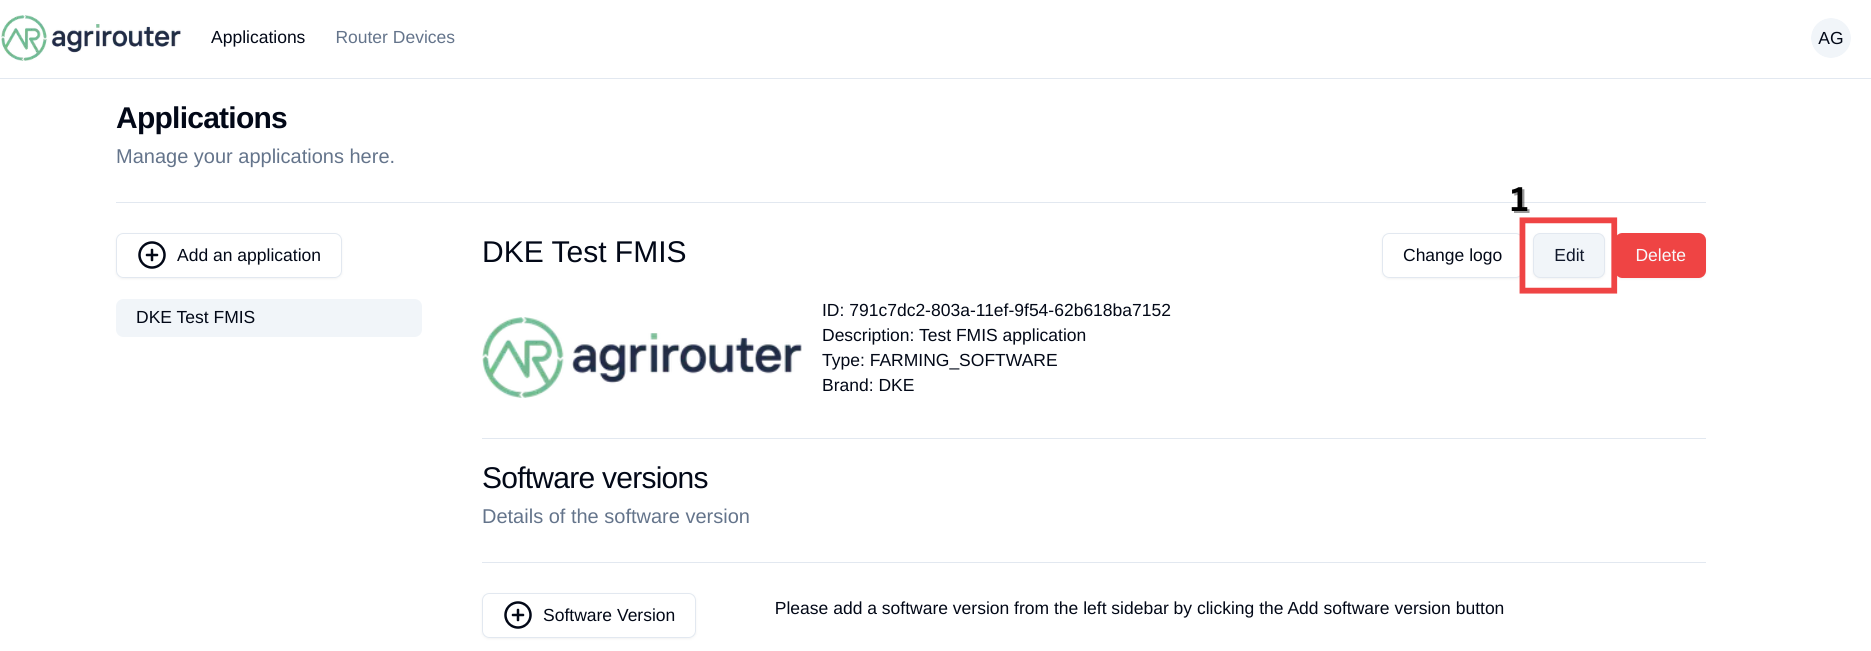 agrirouter Applications Router Devices AG
Applications
Manage your applications here.
1
Add an application
DKE Test FMIS
DKE Test FMIS
Change logo Edit Delete
agrirouter
ID: 791c7dc2-803a-11ef-9f54-62b618ba7152
Description: Test FMIS application
Type: FARMING_SOFTWARE
Brand: DKE
Software versions
Details of the software version
Software Version
Please add a software version from the left sidebar by clicking the Add software version button